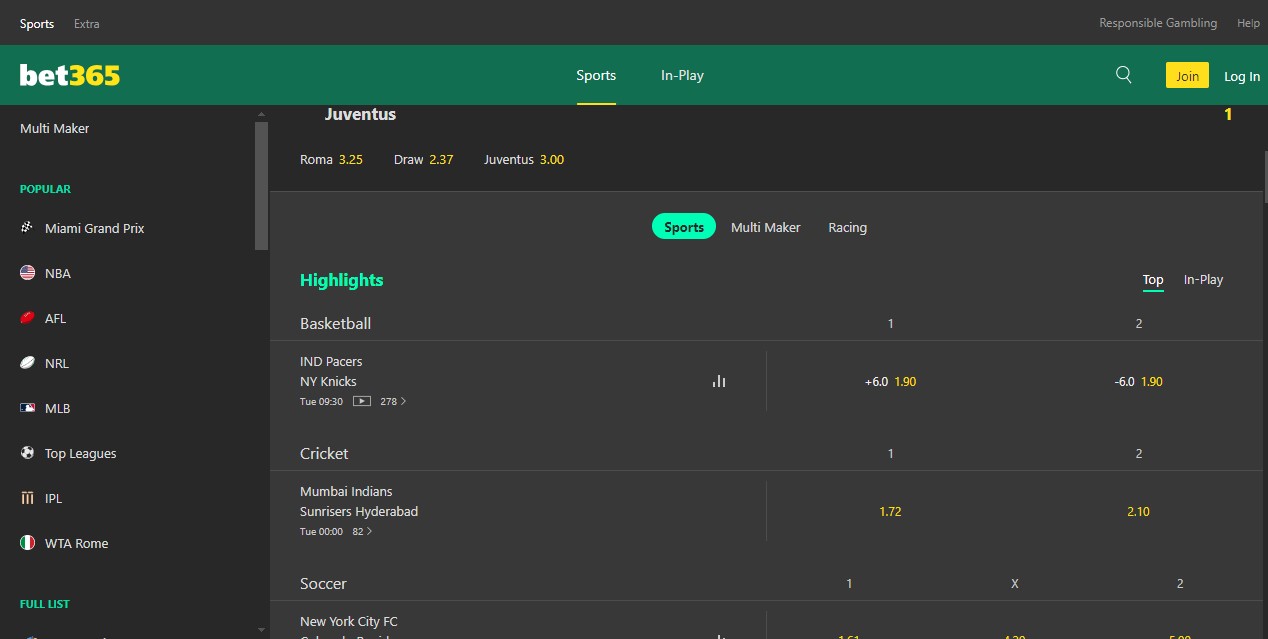 Sports Extra Responsible Gambling Help
bet365 Sports In-Play Join Log In
Multi Maker
POPULAR
Miami Grand Prix
NBA
AFL
NRL
MLB
Top Leagues
IPL
WTA Rome
FULL LIST
Juventus 1
Roma 3.25 Draw 2.37 Juventus 3.00
Sports Multi Maker Racing
Highlights Top In-Play
Basketball 1 2
IND Pacers
NY Knicks
+6.0 1.90 -6.0 1.90
Tue 09:30 278 >
Cricket 1 2
Mumbai Indians
Sunrisers Hyderabad
1.72 2.10
Tue 00:00 82 >
Soccer 1 X 2
New York City FC